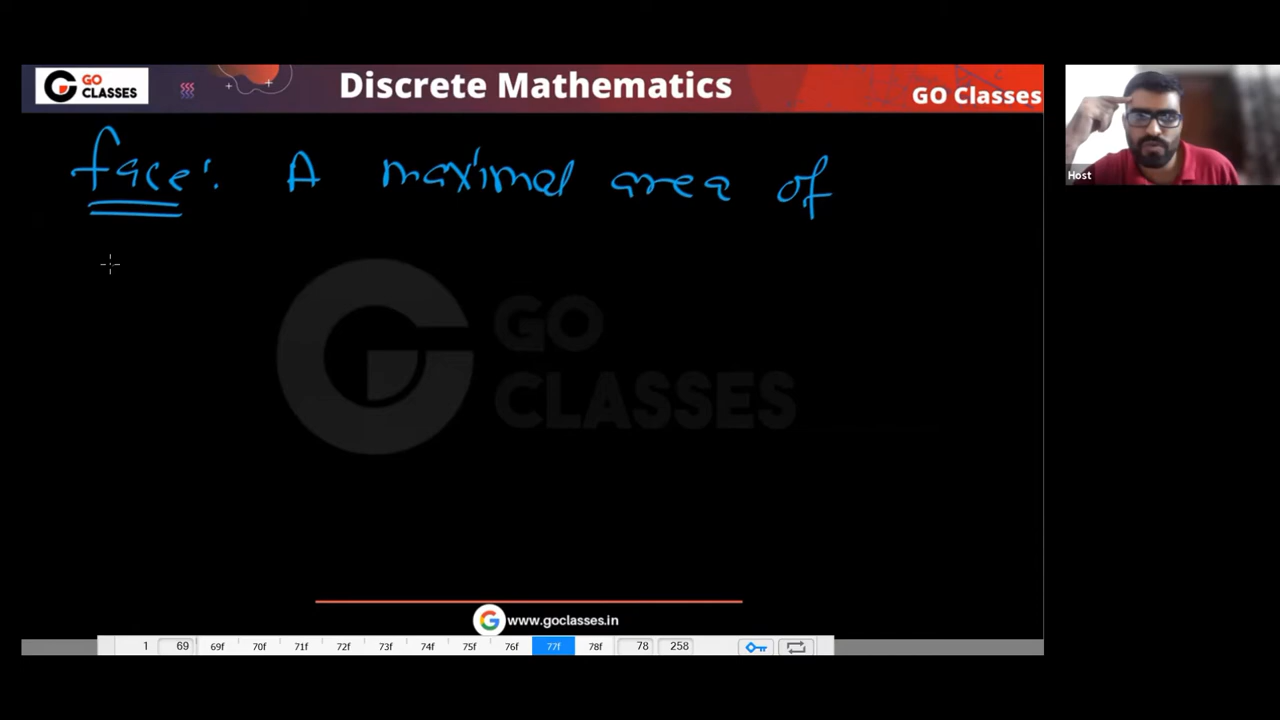 GO CLASSES
Discrete Mathematics
GO Classes
face: A maximal area of
GO CLASSES
www.goclasses.in
1 69 69f 70f 71f 72f 73f 74f 75f 76f 77f 78f 78 258
Host